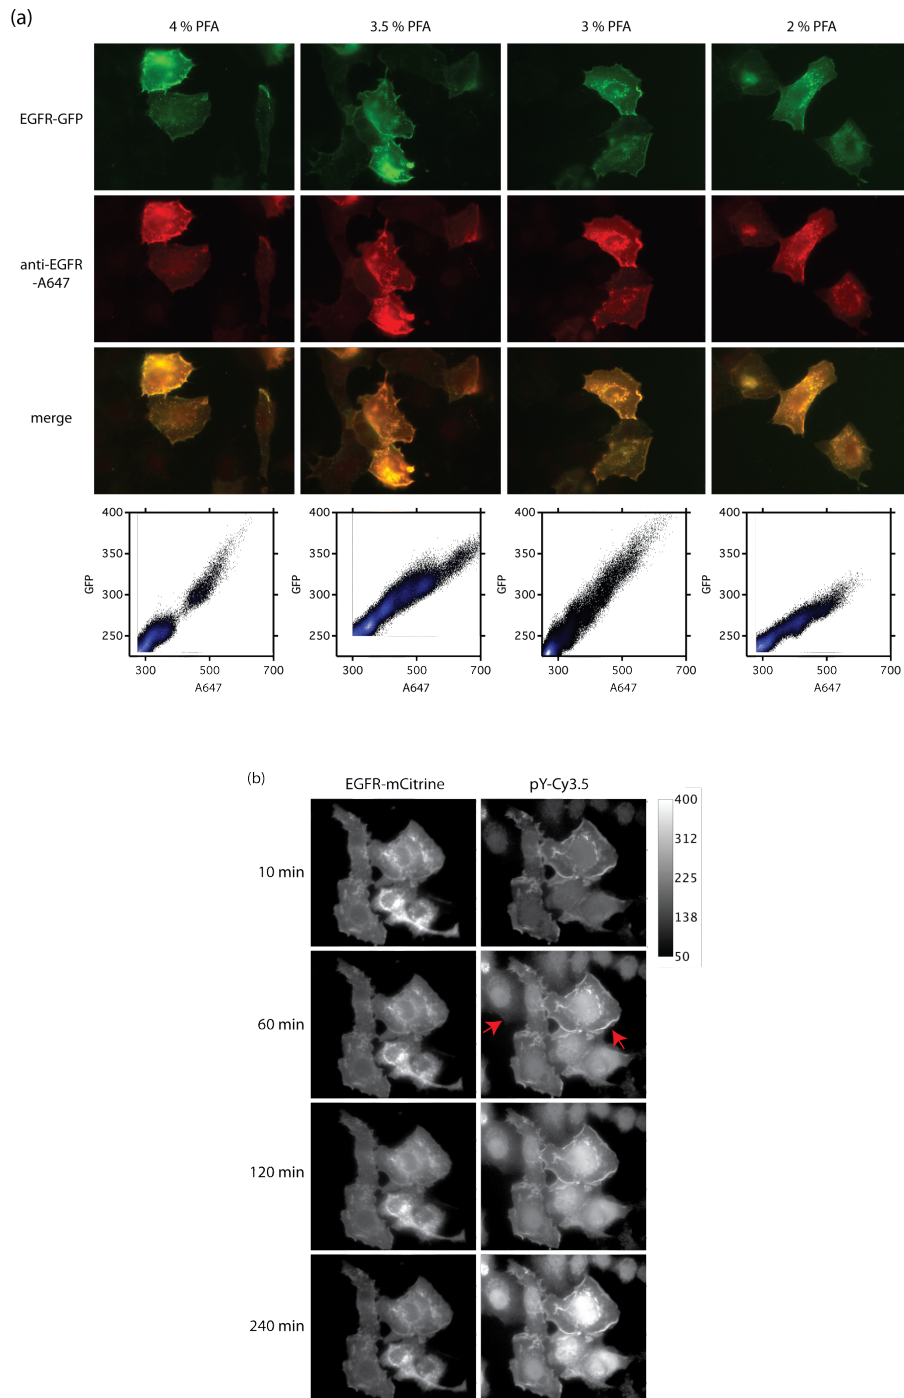 (a)
4 % PFA 3.5 % PFA 3 % PFA 2 % PFA
EGFR-GFP
anti-EGFR
-A647
merge
400 400 400 400
350 350 350 350
GFP GFP GFP GFP
300 300 300 300
250 250 250 250
300 500 700 300 500 700 300 500 700 300 500 700
A647 A647 A647 A647
(b)
EGFR-mCitrine pY-Cy3.5
400
312
10 min
225
138
50
60 min
120 min
240 min